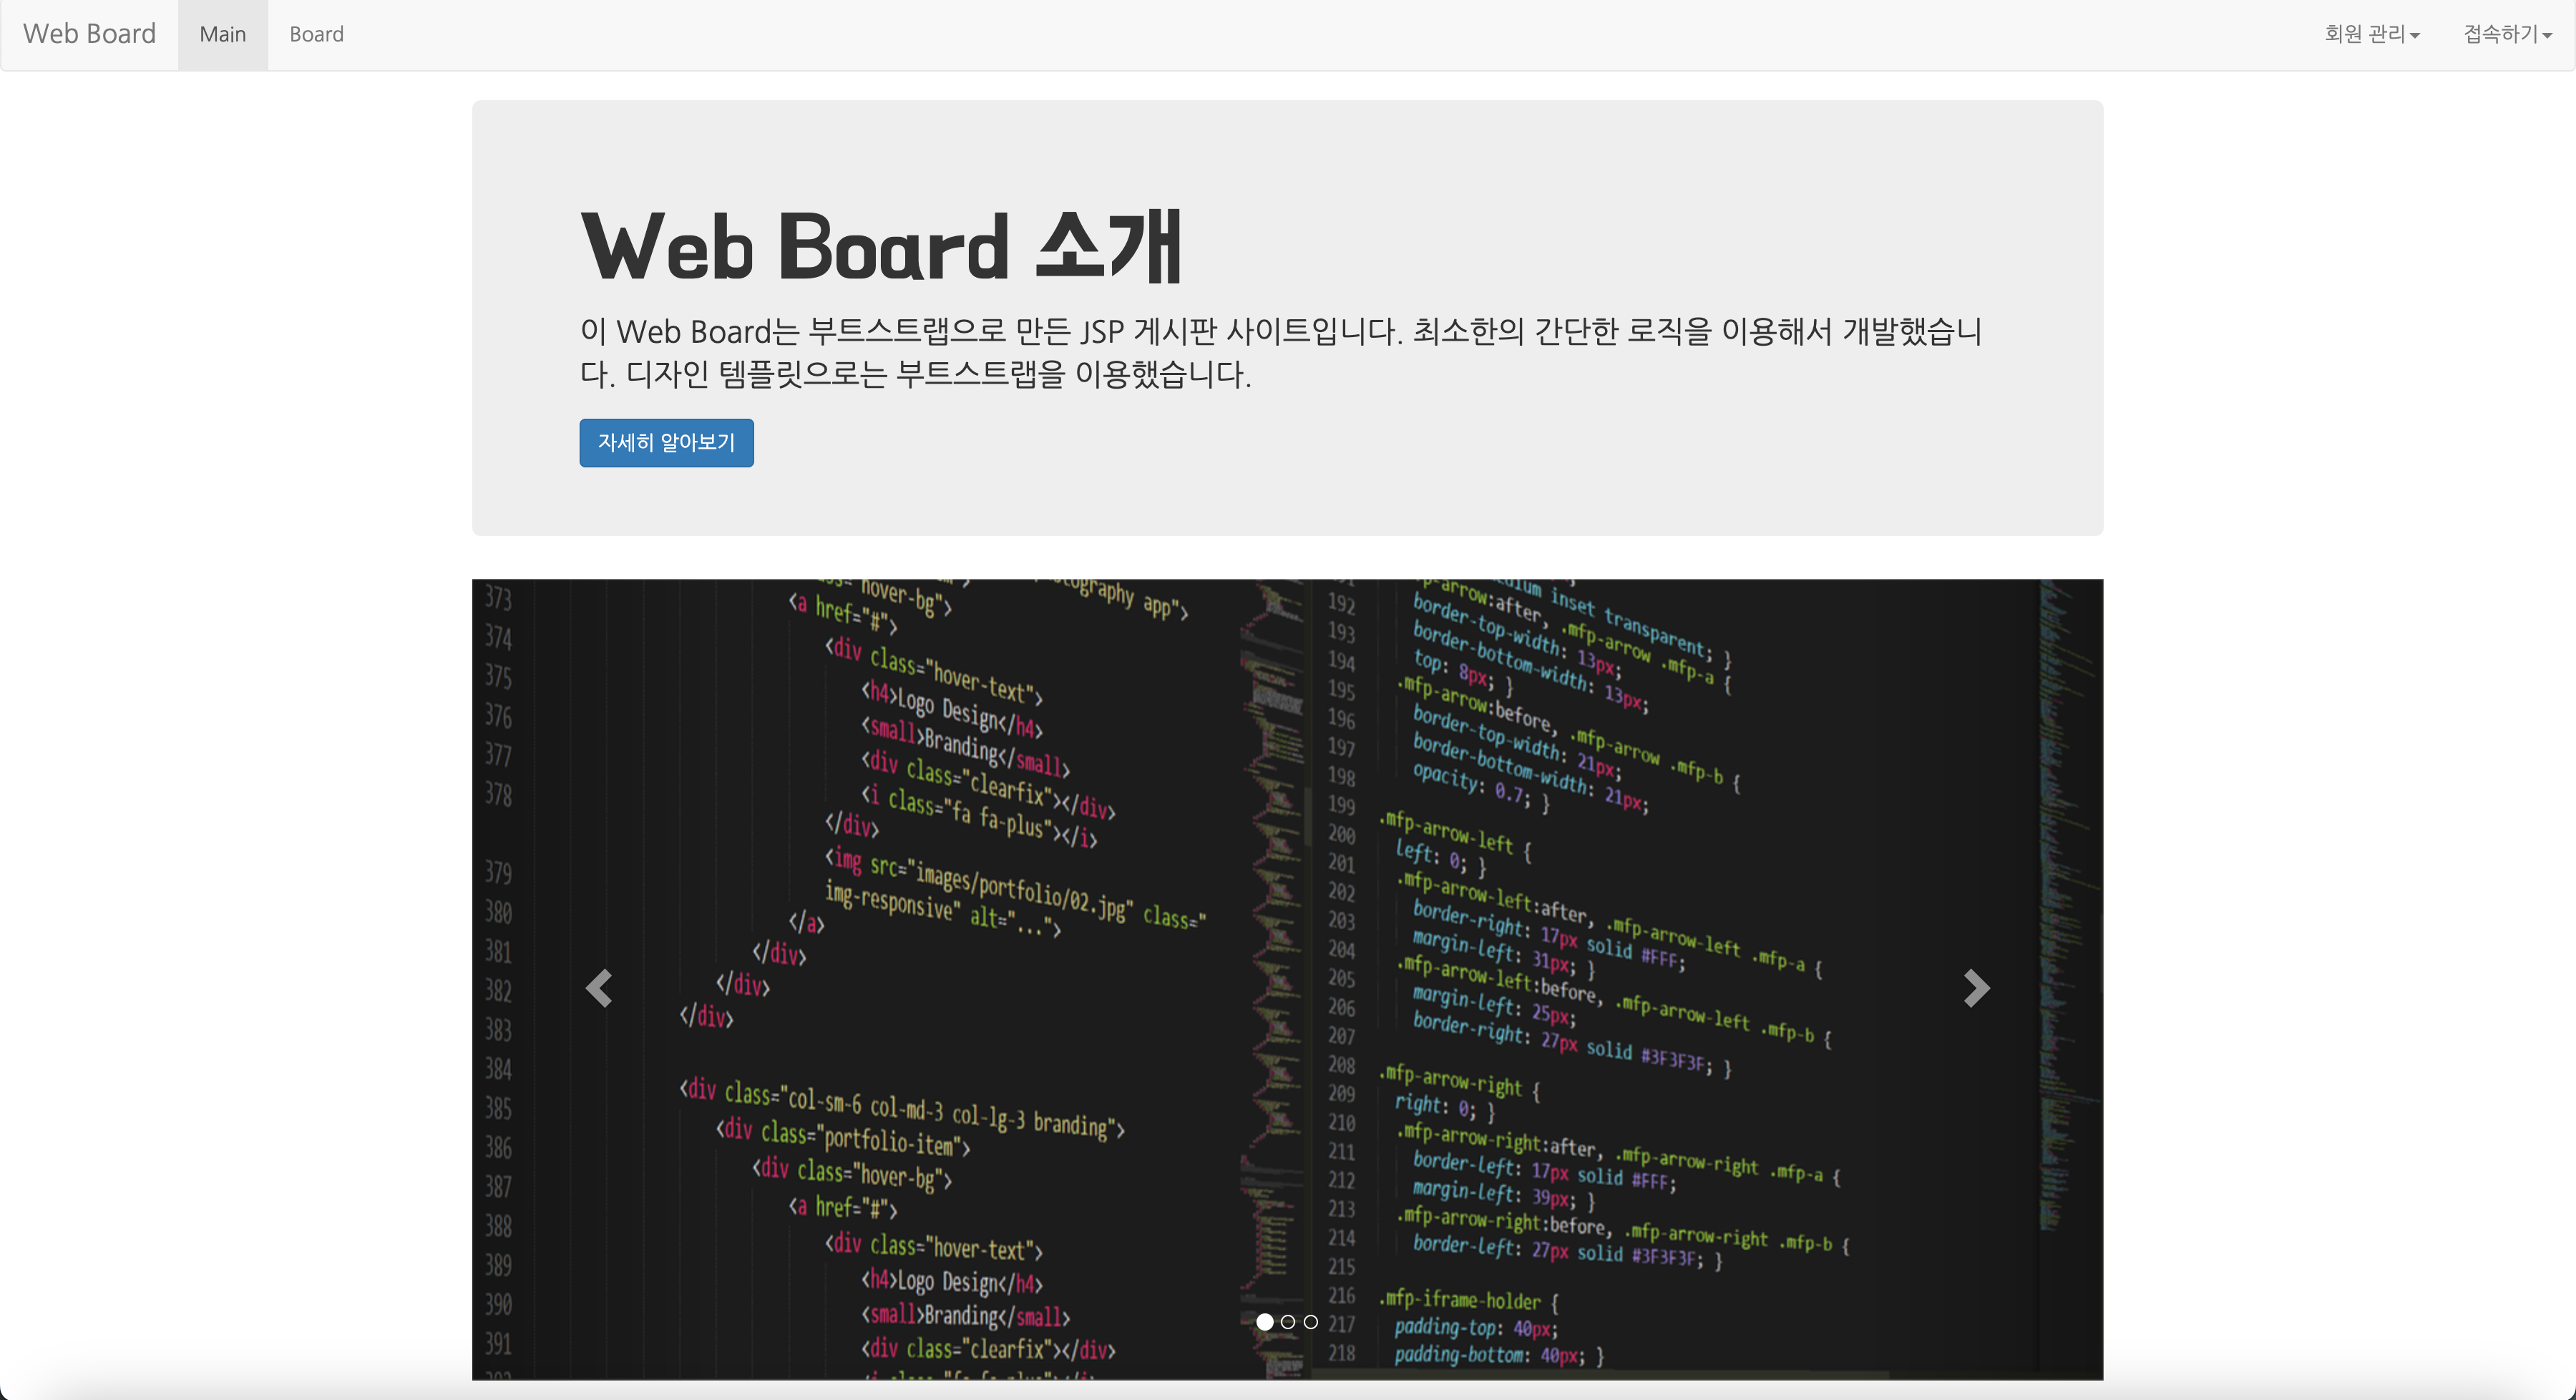 Web Board
Main
Board
회원 관리
접속하기
Web Board 소개
이 Web Board는 부트스트랩으로 만든 JSP 게시판 사이트입니다. 최소한의 간단한 로직을 이용해서 개발했습니
다. 디자인 템플릿으로는 부트스트랩을 이용했습니다.
자세히 알아보기
373
374
375
376
377
378
379
380
381
382
383
384
385
386
387
388
389
390
391
hover-bg">
<a href="#">
<div class="hover-text">
<h4>Logo Design</h4>
<small>Branding</small>
<div class="clearfix"></div>
<i class="fa fa-plus"></i>
</div>
<img src="images/portfolio/02.jpg" class="
img-responsive" alt="...">
</a>
</div>
</div>
</div>
<div class="col-sm-6 col-md-3 col-lg-3 branding">
<div class="portfolio-item">
<div class="hover-bg">
<a href="#">
<div class="hover-text">
<h4>Logo Design</h4>
<small>Branding</small>
<div class="clearfix"></div>
192
193
194
195
196
197
198
199
200
201
202
203
204
205
206
207
208
209
210
211
212
213
214
215
216
217
218
inset transparent; }
arrow:after, .mfp-arrow .mfp-a {
border-top-width: 13px;
border-bottom-width: 13px;
top: 8px; }
.mfp-arrow:before, .mfp-arrow .mfp-b {
border-top-width: 21px;
border-bottom-width: 21px;
opacity: 0.7; }
.mfp-arrow-left {
left: 0; }
.mfp-arrow-left:after, .mfp-arrow-left .mfp-a {
border-right: 17px solid #FFF;
margin-left: 31px; }
.mfp-arrow-left:before, .mfp-arrow-left .mfp-b {
margin-left: 25px;
border-right: 27px solid #3F3F3F; }
.mfp-arrow-right {
right: 0; }
.mfp-arrow-right:after, .mfp-arrow-right .mfp-a {
border-left: 17px solid #FFF;
margin-left: 39px; }
.mfp-arrow-right:before, .mfp-arrow-right .mfp-b {
border-left: 27px solid #3F3F3F; }
.mfp-iframe-holder {
padding-top: 40px;
padding-bottom: 40px; }